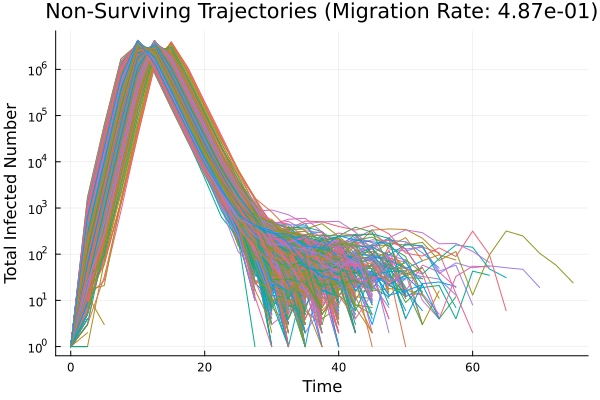 Non-Surviving Trajectories (Migration Rate: 4.87e-01)
Total Infected Number
10^6
10^5
10^4
10^3
10^2
10^1
10^0
0 20 40 60
Time